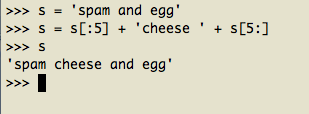 >>> s = 'spam and egg'
>>> s = s[:5] + 'cheese ' + s[5:]
>>> s
'spam cheese and egg'
>>>